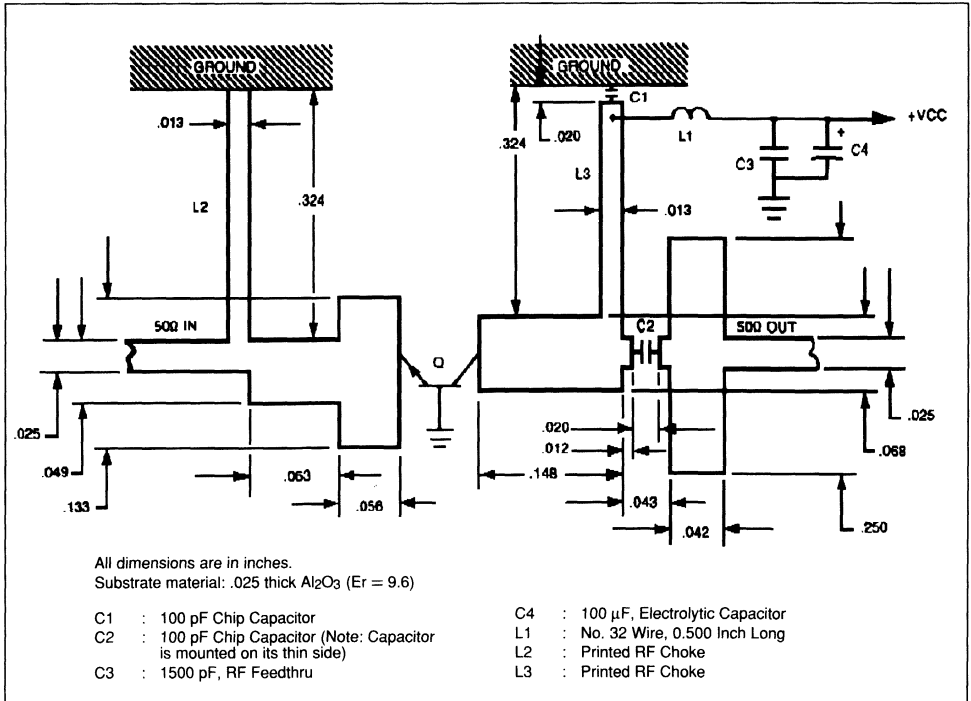 GROUND
GROUND
C1
.013
.020
L1
+VCC
.324
C3
+
C4
L2
.324
L3
.013
50Ω IN
C2
50Ω OUT
Q
.025
.025
.049
.020
.012
.068
.133
.063
.148
.056
.043
.042
.250
All dimensions are in inches.
Substrate material: .025 thick Al₂O₃ (Er = 9.6)
C1 : 100 pF Chip Capacitor
C2 : 100 pF Chip Capacitor (Note: Capacitor
is mounted on its thin side)
C3 : 1500 pF, RF Feedthru
C4 : 100 μF, Electrolytic Capacitor
L1 : No. 32 Wire, 0.500 Inch Long
L2 : Printed RF Choke
L3 : Printed RF Choke